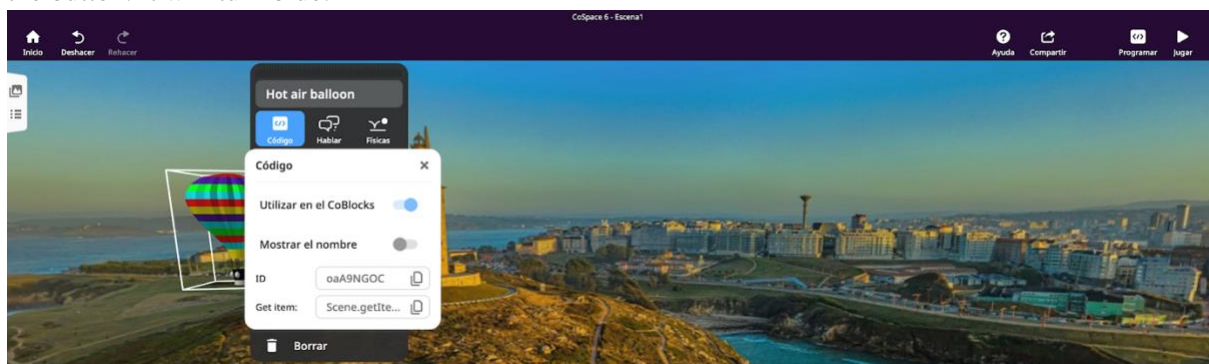 CoSpace 6 - Escena1
Inicio
Deshacer
Rehacer
Ayuda
Compartir
Programar
Jugar
Hot air balloon
Código
Hablar
Físicas
Código
Utilizar en el CoBlocks
Mostrar el nombre
ID
oaA9NGOC
Get item:
Scene.getIte...
Borrar